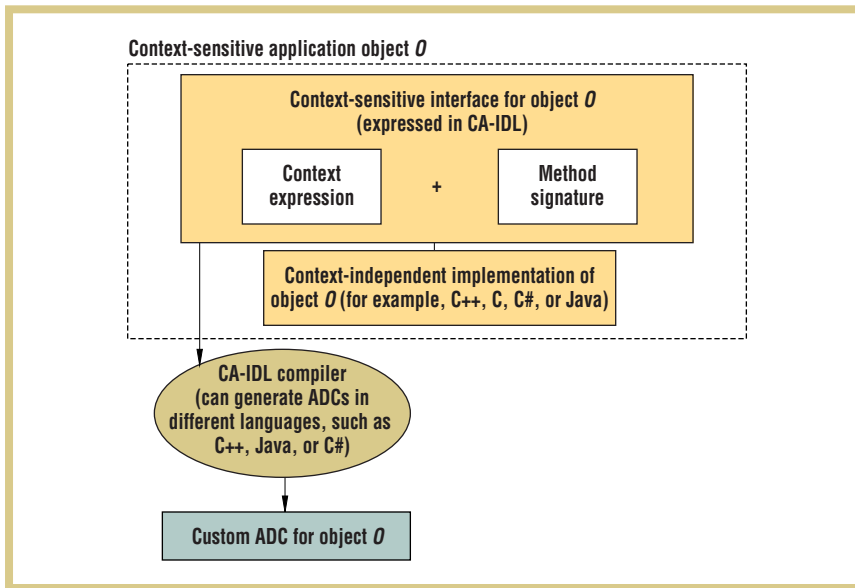 Context-sensitive application object O
Context-sensitive interface for object O
(expressed in CA-IDL)
Context
expression
+
Method
signature
Context-independent implementation of
object O (for example, C++, C, C#, or Java)
CA-IDL compiler
(can generate ADCs in
different languages, such as
C++, Java, or C#)
Custom ADC for object O